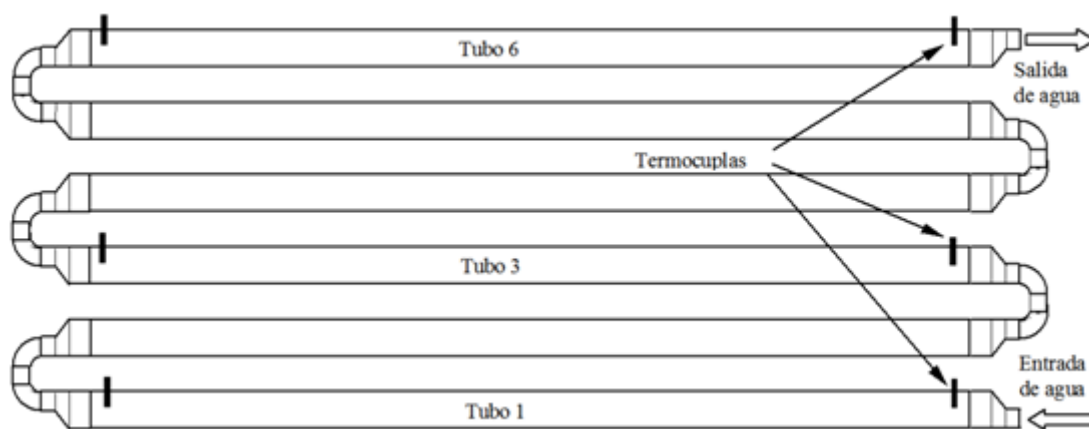 Tubo 6
Salida
de agua
Termocuplas
Tubo 3
Entrada
de agua
Tubo 1